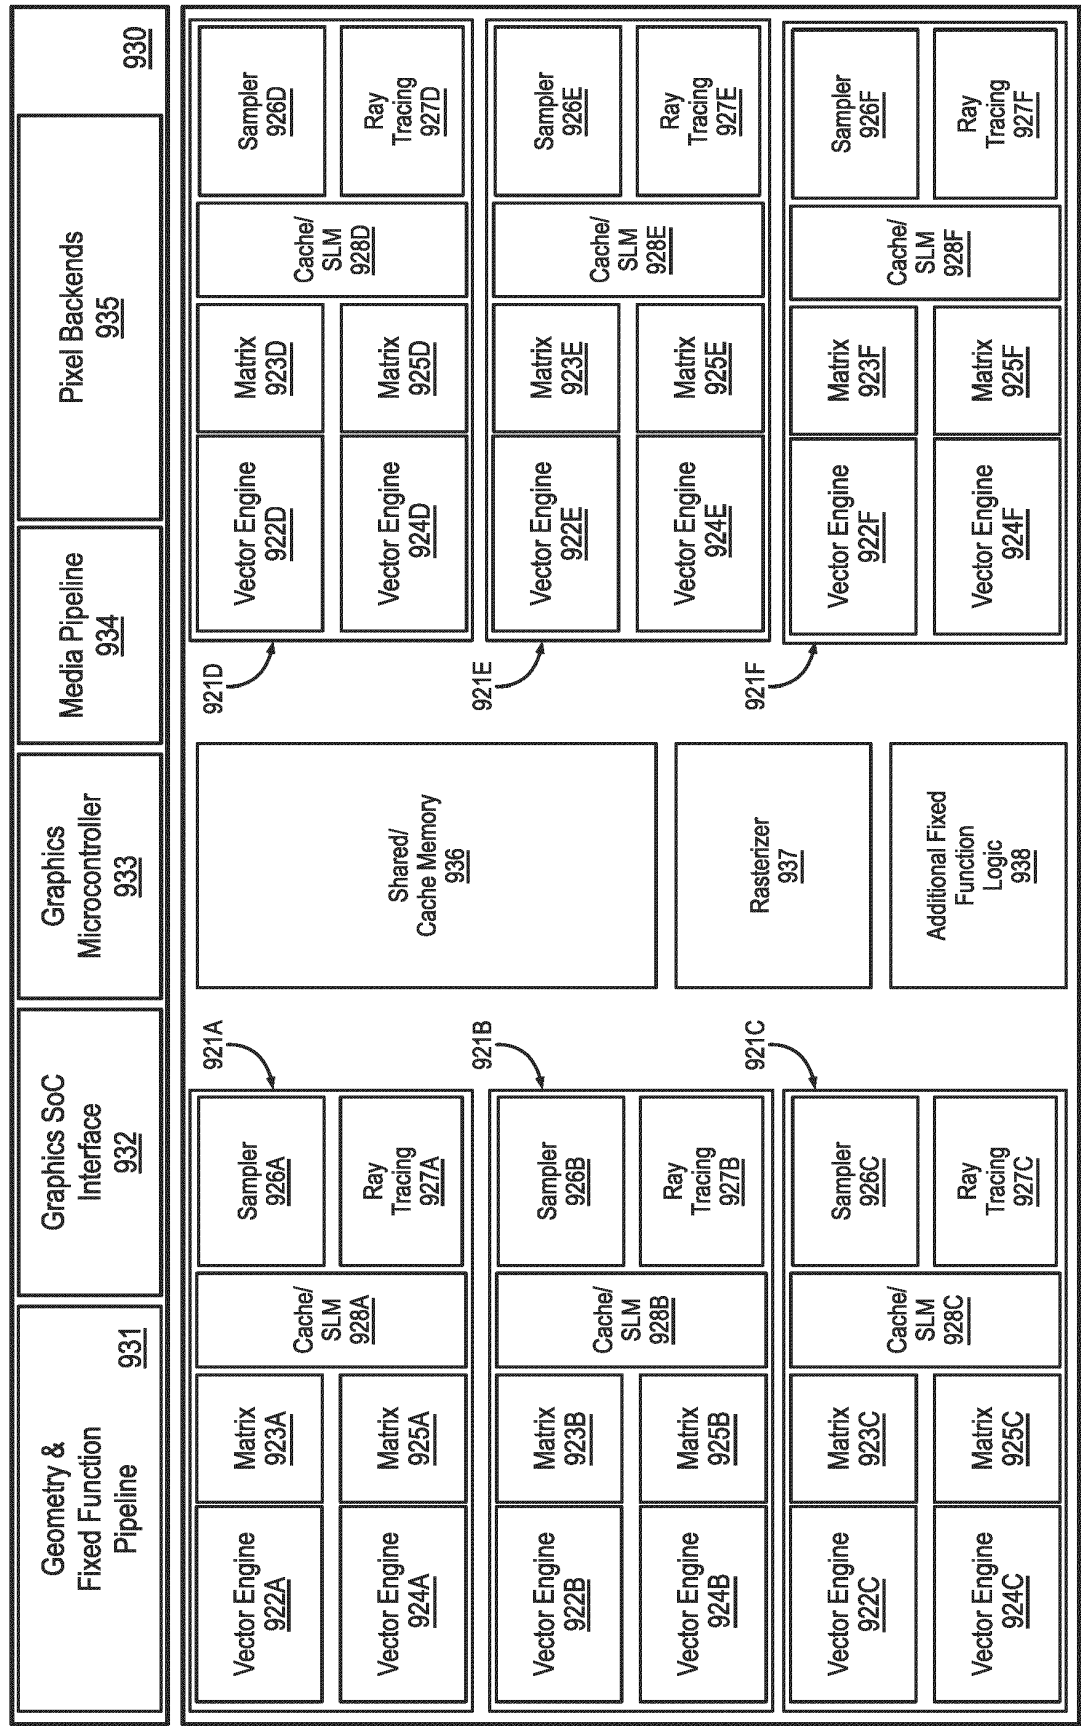 Geometry &
Fixed Function
Pipeline
931
Graphics SoC
Interface
932
Graphics
Microcontroller
933
Media Pipeline
934
Pixel Backends
935
930
921A
Vector Engine
922A
Matrix
923A
Cache/
SLM
928A
Sampler
926A
Vector Engine
924A
Matrix
925A
Ray
Tracing
927A
921B
Vector Engine
922B
Matrix
923B
Cache/
SLM
928B
Sampler
926B
Vector Engine
924B
Matrix
925B
Ray
Tracing
927B
921C
Vector Engine
922C
Matrix
923C
Cache/
SLM
928C
Sampler
926C
Vector Engine
924C
Matrix
925C
Ray
Tracing
927C
Shared/
Cache Memory
936
Rasterizer
937
Additional Fixed
Function
Logic
938
921D
Vector Engine
922D
Matrix
923D
Cache/
SLM
928D
Sampler
926D
Vector Engine
924D
Matrix
925D
Ray
Tracing
927D
921E
Vector Engine
922E
Matrix
923E
Cache/
SLM
928E
Sampler
926E
Vector Engine
924E
Matrix
925E
Ray
Tracing
927E
921F
Vector Engine
922F
Matrix
923F
Cache/
SLM
928F
Sampler
926F
Vector Engine
924F
Matrix
925F
Ray
Tracing
927F